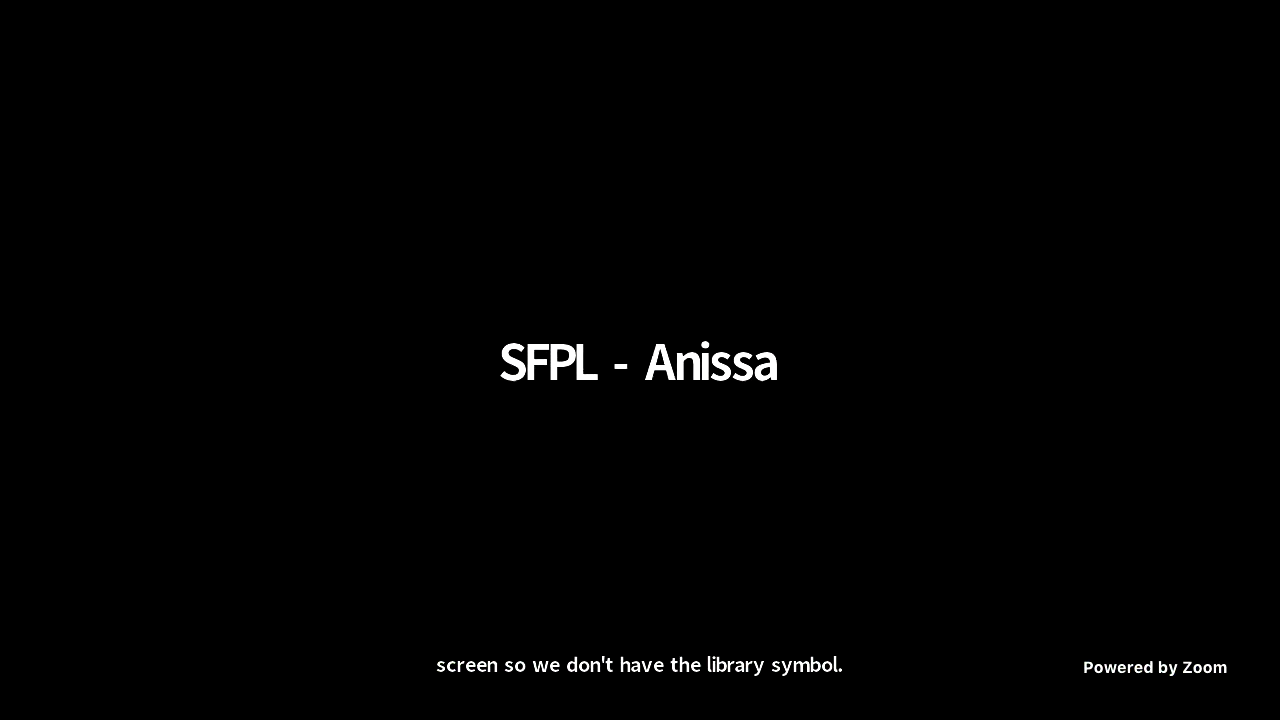 SFPL - Anissa
screen so we don't have the library symbol.
Powered by Zoom